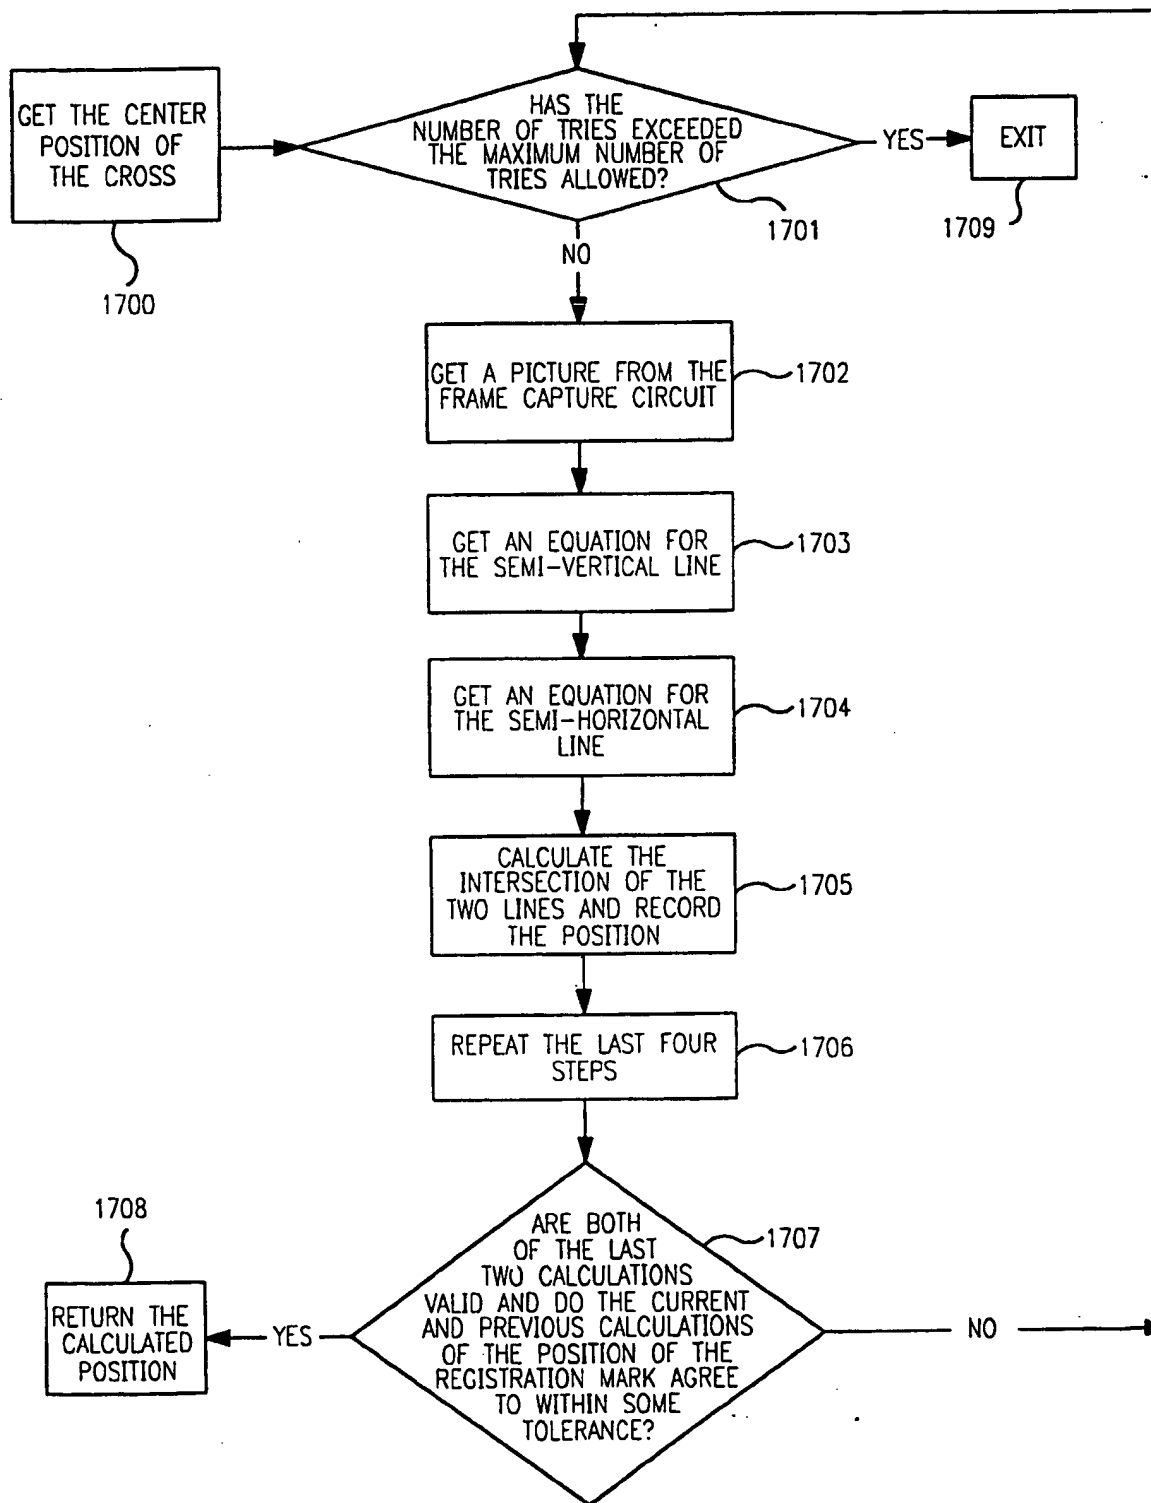 GET THE CENTER
POSITION OF
THE CROSS
1700
HAS THE
NUMBER OF TRIES EXCEEDED
THE MAXIMUM NUMBER OF
TRIES ALLOWED?
1701
YES
EXIT
1709
NO
GET A PICTURE FROM THE
FRAME CAPTURE CIRCUIT
1702
GET AN EQUATION FOR
THE SEMI-VERTICAL LINE
1703
GET AN EQUATION FOR
THE SEMI-HORIZONTAL
LINE
1704
CALCULATE THE
INTERSECTION OF THE
TWO LINES AND RECORD
THE POSITION
1705
REPEAT THE LAST FOUR
STEPS
1706
ARE BOTH
OF THE LAST
TWO CALCULATIONS
VALID AND DO THE CURRENT
AND PREVIOUS CALCULATIONS
OF THE POSITION OF THE
REGISTRATION MARK AGREE
TO WITHIN SOME
TOLERANCE?
1707
NO
YES
1708
RETURN THE
CALCULATED
POSITION